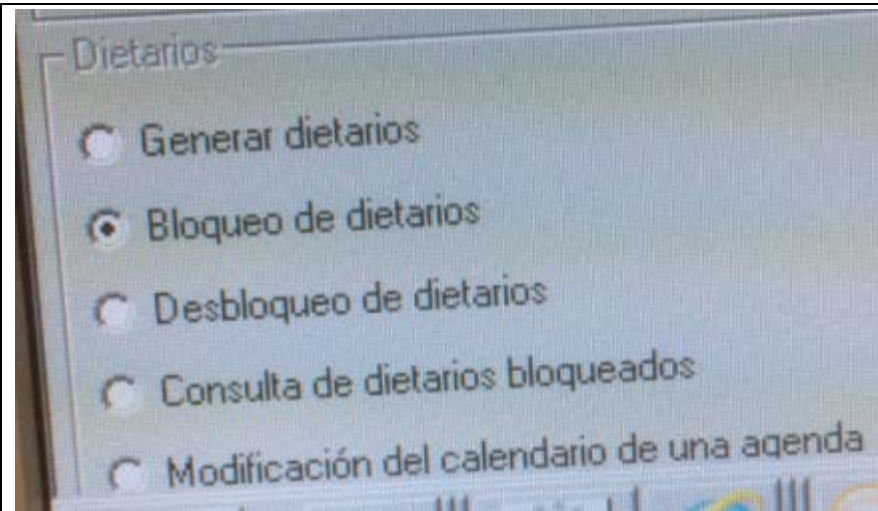 Dietarios
Generar dietarios
Bloqueo de dietarios
Desbloqueo de dietarios
Consulta de dietarios bloqueados
Modificación del calendario de una agenda